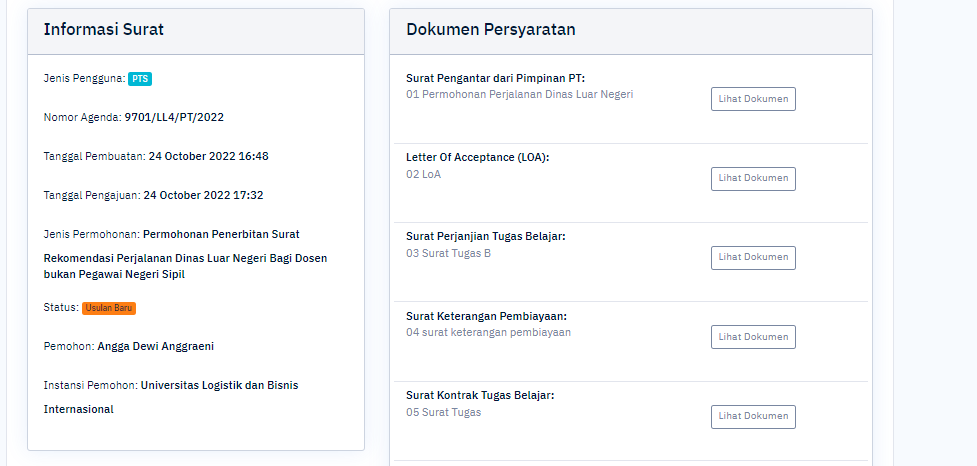 Informasi Surat
Jenis Pengguna: PTS
Nomor Agenda: 9701/LL4/PT/2022
Tanggal Pembuatan: 24 October 2022 16:48
Tanggal Pengajuan: 24 October 2022 17:32
Jenis Permohonan: Permohonan Penerbitan Surat
Rekomendasi Perjalanan Dinas Luar Negeri Bagi Dosen
bukan Pegawai Negeri Sipil
Status: Usulan Baru
Pemohon: Angga Dewi Anggraeni
Instansi Pemohon: Universitas Logistik dan Bisnis
Internasional
Dokumen Persyaratan
Surat Pengantar dari Pimpinan PT:
01 Permohonan Perjalanan Dinas Luar Negeri
Lihat Dokumen
Letter Of Acceptance (LOA):
02 LoA
Lihat Dokumen
Surat Perjanjian Tugas Belajar:
03 Surat Tugas B
Lihat Dokumen
Surat Keterangan Pembiayaan:
04 surat keterangan pembiayaan
Lihat Dokumen
Surat Kontrak Tugas Belajar:
05 Surat Tugas
Lihat Dokumen